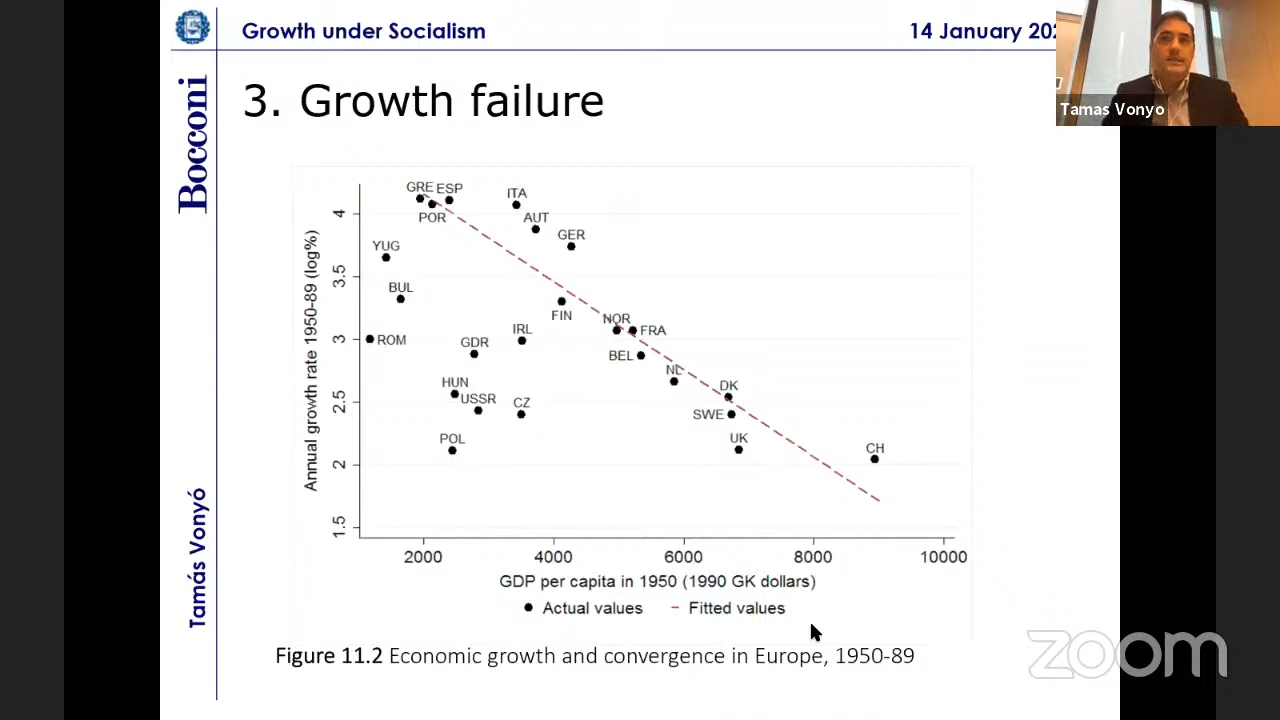 Growth under Socialism
14 January 202
Tamas Vonyo
Bocconi
Tamás Vonyó
3. Growth failure
GRE ESP
ITA
POR
AUT
GER
YUG
BUL
FIN
NOR
FRA
ROM
IRL
GDR
BEL
NL
HUN
DK
USSR
CZ
SWE
POL
UK
CH
Annual growth rate 1950-89 (log%)
4
3.5
3
2.5
2
1.5
2000 4000 6000 8000 10000
GDP per capita in 1950 (1990 GK dollars)
Actual values Fitted values
Figure 11.2 Economic growth and convergence in Europe, 1950-89
zoom